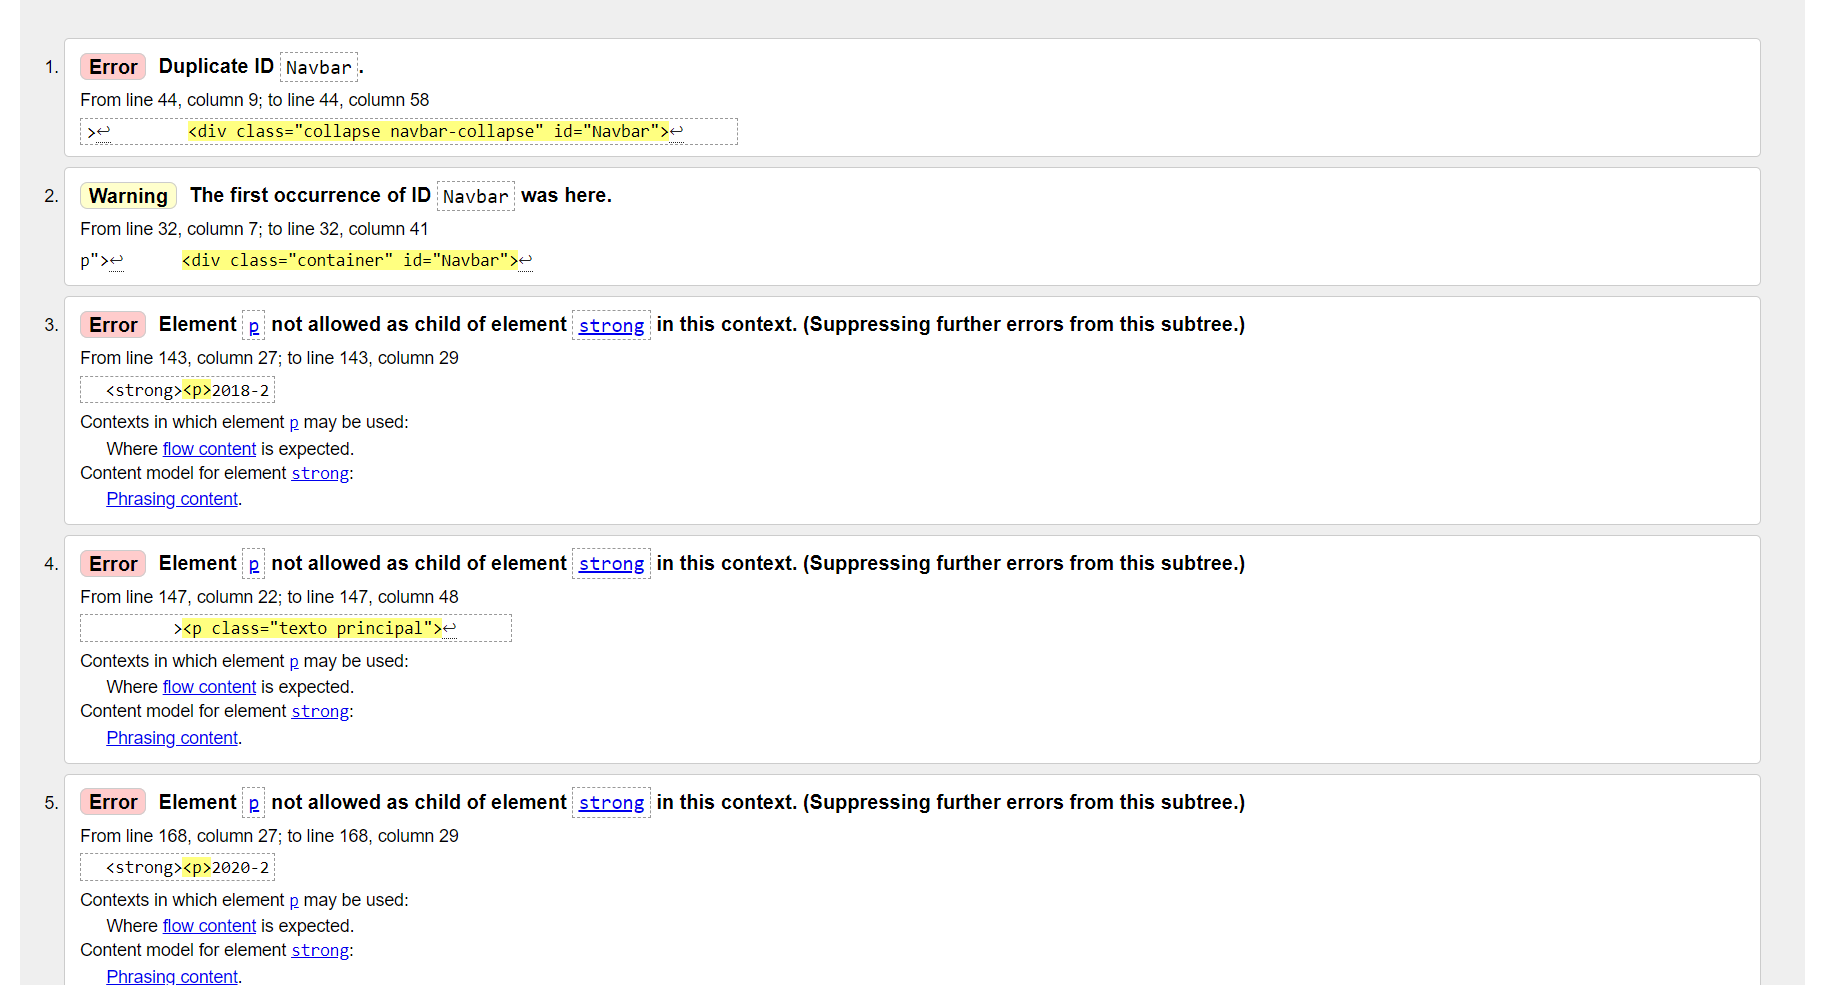 1. Error Duplicate ID Navbar.
From line 44, column 9; to line 44, column 58
>↩ <div class="collapse navbar-collapse" id="Navbar">↩
2. Warning The first occurrence of ID Navbar was here.
From line 32, column 7; to line 32, column 41
p">↩ <div class="container" id="Navbar">↩
3. Error Element p not allowed as child of element strong in this context. (Suppressing further errors from this subtree.)
From line 143, column 27; to line 143, column 29
<strong><p>2018-2
Contexts in which element p may be used:
Where flow content is expected.
Content model for element strong:
Phrasing content.
4. Error Element p not allowed as child of element strong in this context. (Suppressing further errors from this subtree.)
From line 147, column 22; to line 147, column 48
><p class="texto principal">↩
Contexts in which element p may be used:
Where flow content is expected.
Content model for element strong:
Phrasing content.
5. Error Element p not allowed as child of element strong in this context. (Suppressing further errors from this subtree.)
From line 168, column 27; to line 168, column 29
<strong><p>2020-2
Contexts in which element p may be used:
Where flow content is expected.
Content model for element strong:
Phrasing content.